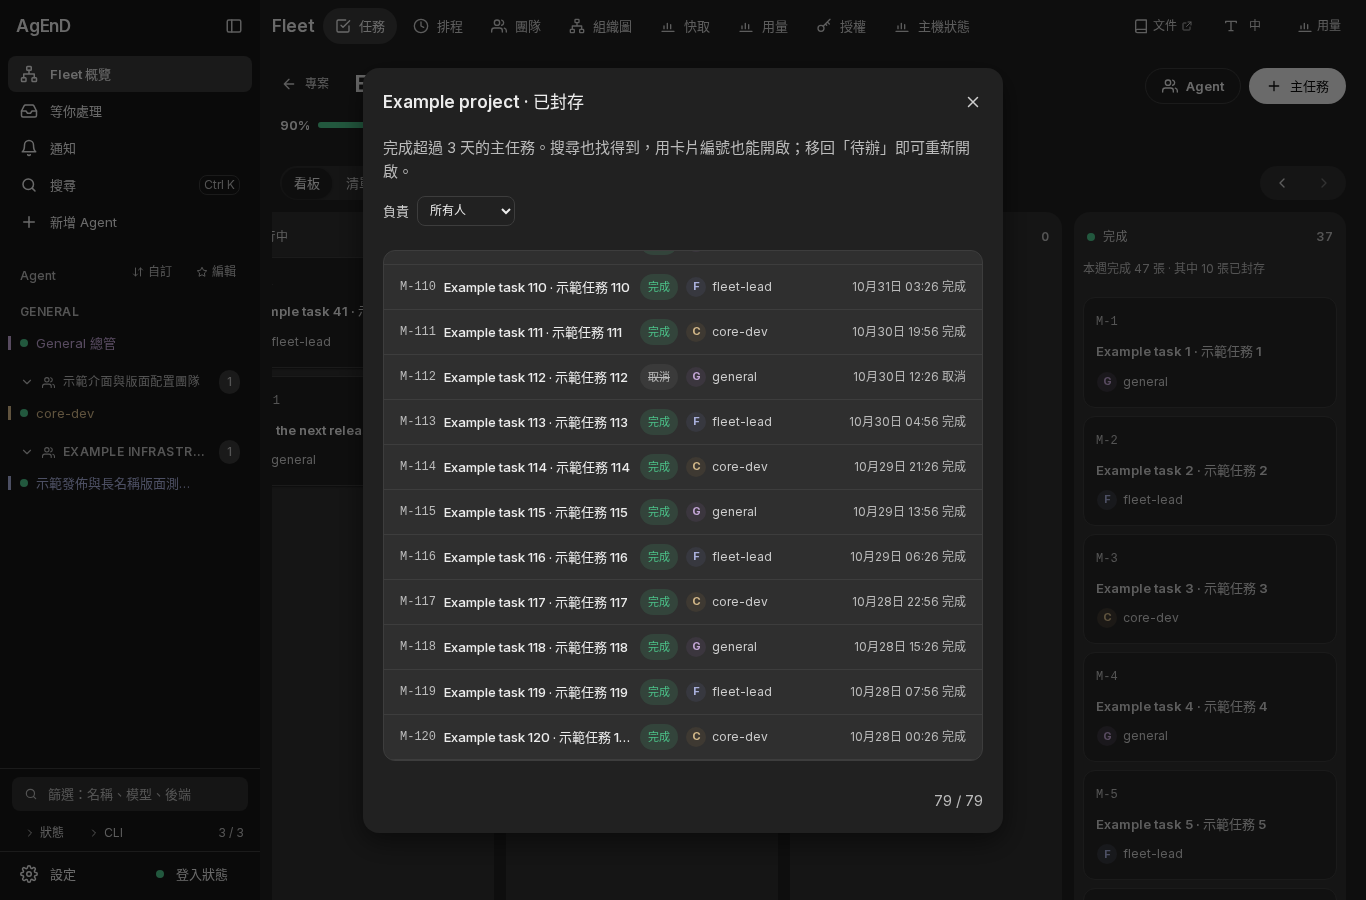 AgEnD
Fleet 概覽
等你處理
通知
搜尋
Ctrl K
新增 Agent
Agent
自訂
編輯
GENERAL
General 總管
示範介面與版面配置團隊
1
core-dev
EXAMPLE INFRASTR...
1
示範發佈與長名稱版面測...
篩選：名稱、模型、後端
狀態
CLI
3 / 3
設定
登入狀態
Fleet
任務
排程
團隊
組織圖
快取
用量
授權
主機狀態
文件
中
用量
專案
Agent
主任務
90%
看板
0
mple task 41 ·
fleet-lead
1
the next relea
general
Example project · 已封存
完成超過 3 天的主任務。搜尋也找得到，用卡片編號也能開啟；移回「待辦」即可重新開
啟。
負責
所有人
M-110 Example task 110 · 示範任務 110 完成 F fleet-lead 10月31日 03:26 完成
M-111 Example task 111 · 示範任務 111 完成 C core-dev 10月30日 19:56 完成
M-112 Example task 112 · 示範任務 112 取消 G general 10月30日 12:26 取消
M-113 Example task 113 · 示範任務 113 完成 F fleet-lead 10月30日 04:56 完成
M-114 Example task 114 · 示範任務 114 完成 C core-dev 10月29日 21:26 完成
M-115 Example task 115 · 示範任務 115 完成 G general 10月29日 13:56 完成
M-116 Example task 116 · 示範任務 116 完成 F fleet-lead 10月29日 06:26 完成
M-117 Example task 117 · 示範任務 117 完成 C core-dev 10月28日 22:56 完成
M-118 Example task 118 · 示範任務 118 完成 G general 10月28日 15:26 完成
M-119 Example task 119 · 示範任務 119 完成 F fleet-lead 10月28日 07:56 完成
M-120 Example task 120 · 示範任務 1... 完成 C core-dev 10月28日 00:26 完成
79 / 79
完成
37
本週完成 47 張 · 其中 10 張已封存
M-1
Example task 1 · 示範任務 1
G general
M-2
Example task 2 · 示範任務 2
F fleet-lead
M-3
Example task 3 · 示範任務 3
C core-dev
M-4
Example task 4 · 示範任務 4
G general
M-5
Example task 5 · 示範任務 5
F fleet-lead